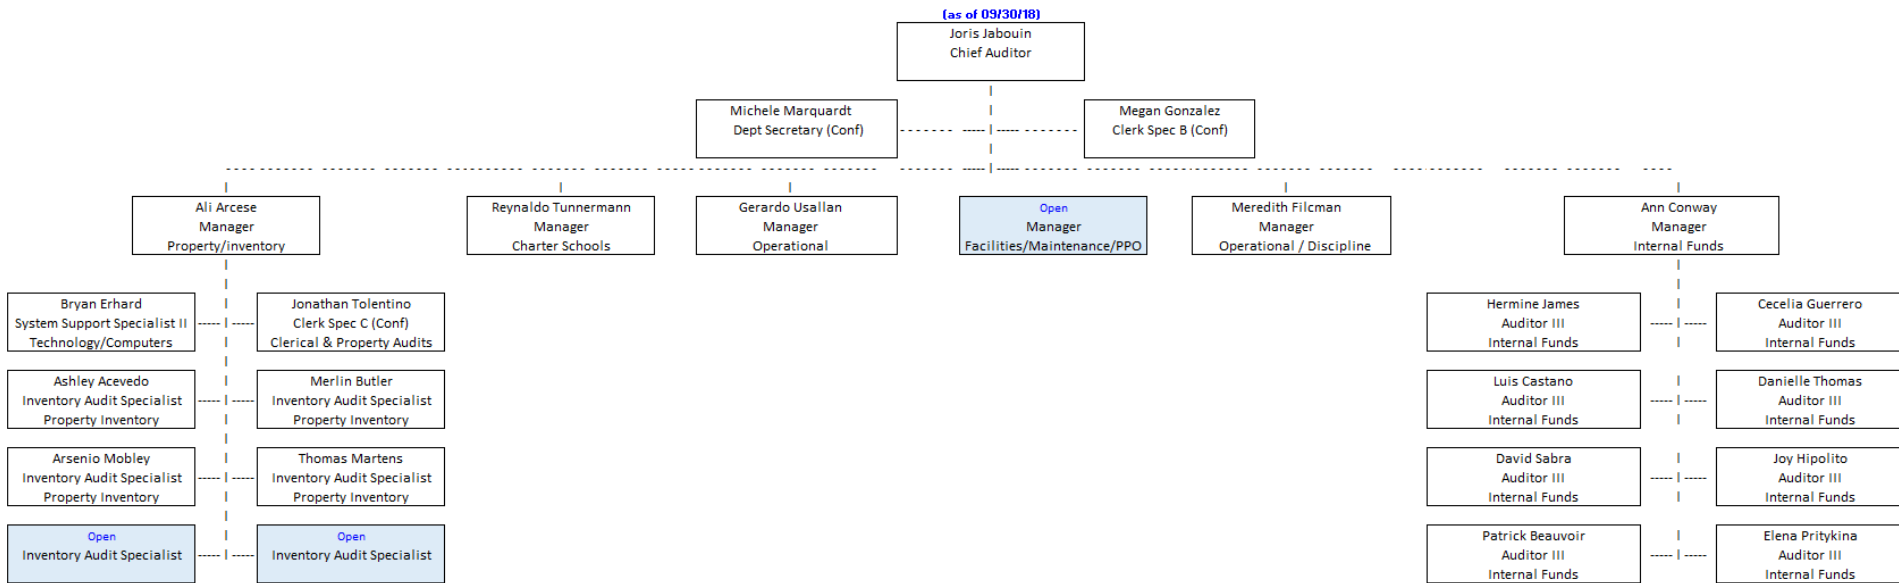 (as of 09/30/18)
Joris Jabouin
Chief Auditor
Michele Marquardt
Dept Secretary (Conf)
Megan Gonzalez
Clerk Spec B (Conf)
Ali Arcese
Manager
Property/inventory
Reynaldo Tunnermann
Manager
Charter Schools
Gerardo Usallan
Manager
Operational
Open
Manager
Facilities/Maintenance/PPO
Meredith Filcman
Manager
Operational / Discipline
Ann Conway
Manager
Internal Funds
Bryan Erhard
System Support Specialist II
Technology/Computers
Jonathan Tolentino
Clerk Spec C (Conf)
Clerical & Property Audits
Hermine James
Auditor III
Internal Funds
Cecelia Guerrero
Auditor III
Internal Funds
Ashley Acevedo
Inventory Audit Specialist
Property Inventory
Merlin Butler
Inventory Audit Specialist
Property Inventory
Luis Castano
Auditor III
Internal Funds
Danielle Thomas
Auditor III
Internal Funds
Arsenio Mobley
Inventory Audit Specialist
Property Inventory
Thomas Martens
Inventory Audit Specialist
Property Inventory
David Sabra
Auditor III
Internal Funds
Joy Hipolito
Auditor III
Internal Funds
Open
Inventory Audit Specialist
Open
Inventory Audit Specialist
Patrick Beauvoir
Auditor III
Internal Funds
Elena Pritykina
Auditor III
Internal Funds